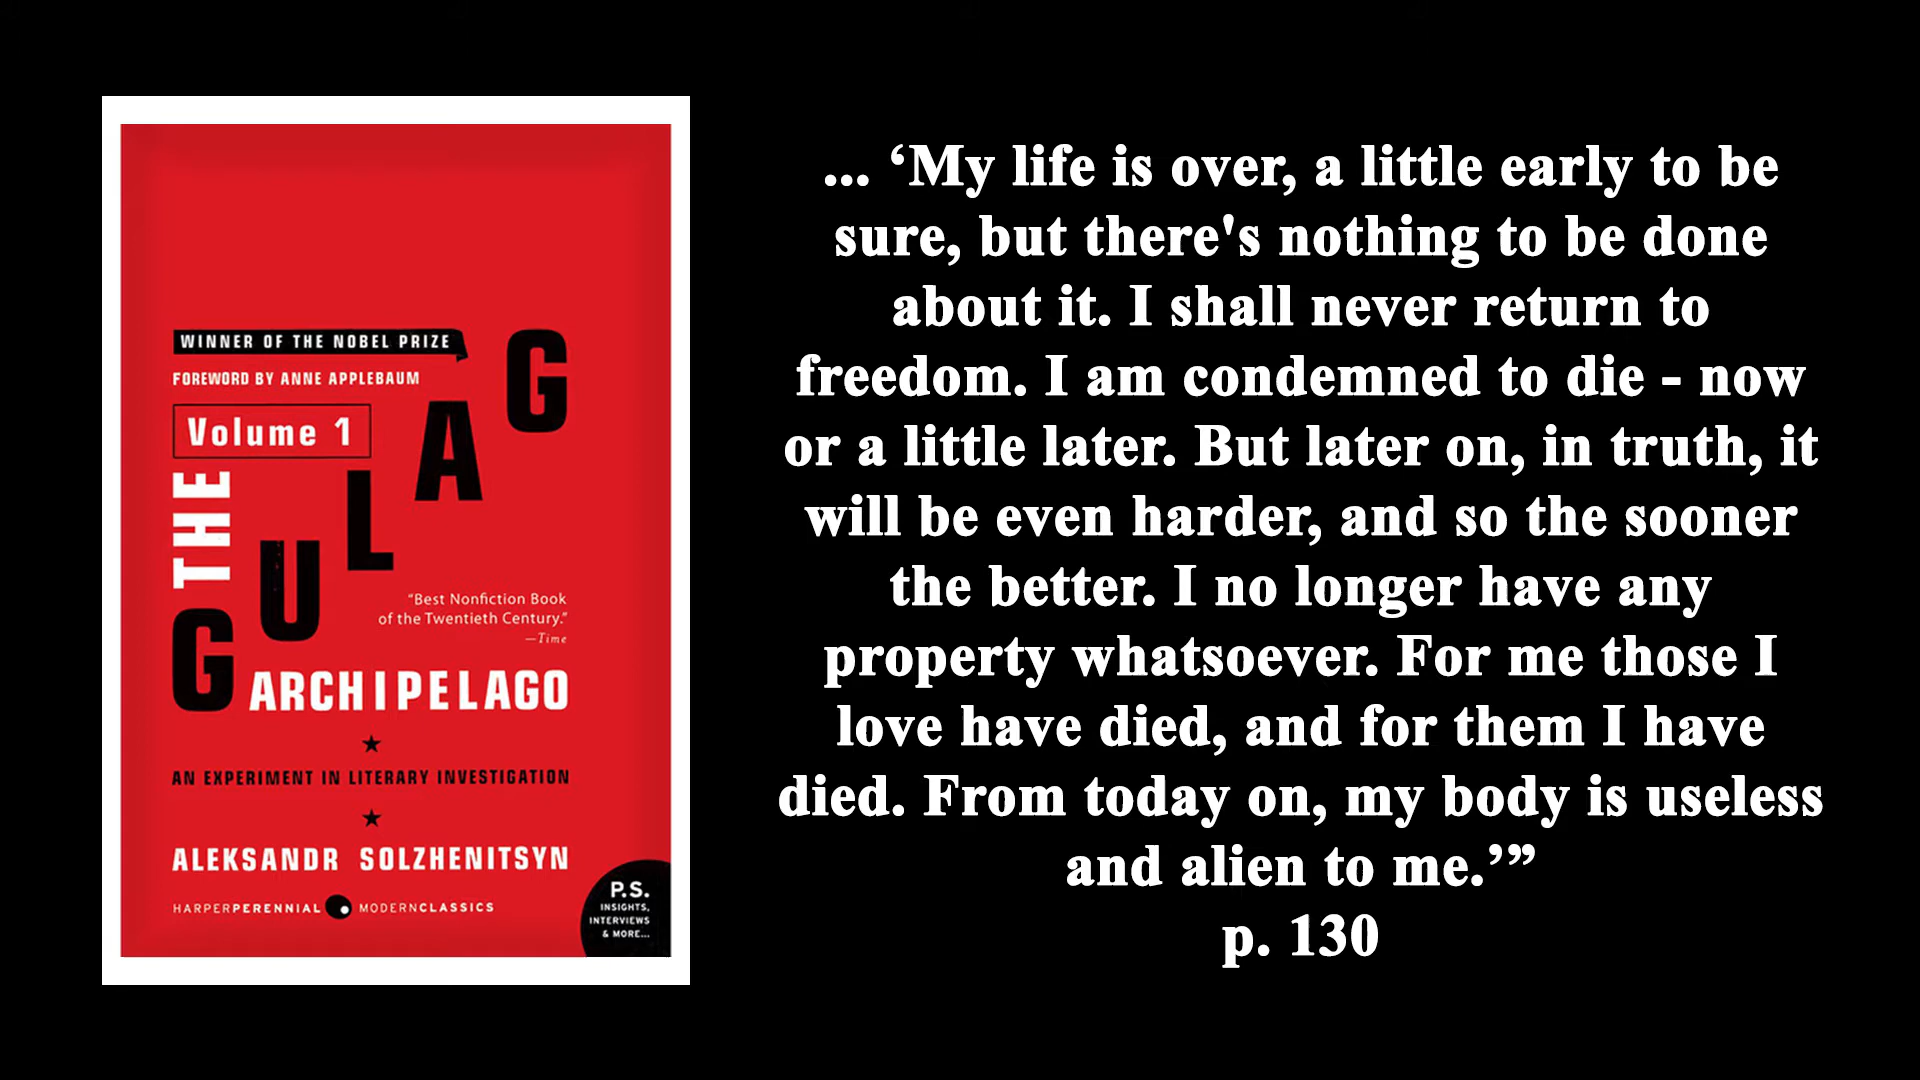 WINNER OF THE NOBEL PRIZE
FOREWORD BY ANNE APPLEBAUM
Volume 1
THE
GULAG
"Best Nonfiction Book
of the Twentieth Century."
—Time
ARCHIPELAGO
AN EXPERIMENT IN LITERARY INVESTIGATION
ALEKSANDR SOLZHENITSYN
HARPERPERENNIAL MODERNCLASSICS
P.S.
INSIGHTS,
INTERVIEWS
& MORE...
... ‘My life is over, a little early to be
sure, but there's nothing to be done
about it. I shall never return to
freedom. I am condemned to die - now
or a little later. But later on, in truth, it
will be even harder, and so the sooner
the better. I no longer have any
property whatsoever. For me those I
love have died, and for them I have
died. From today on, my body is useless
and alien to me.’”
p. 130